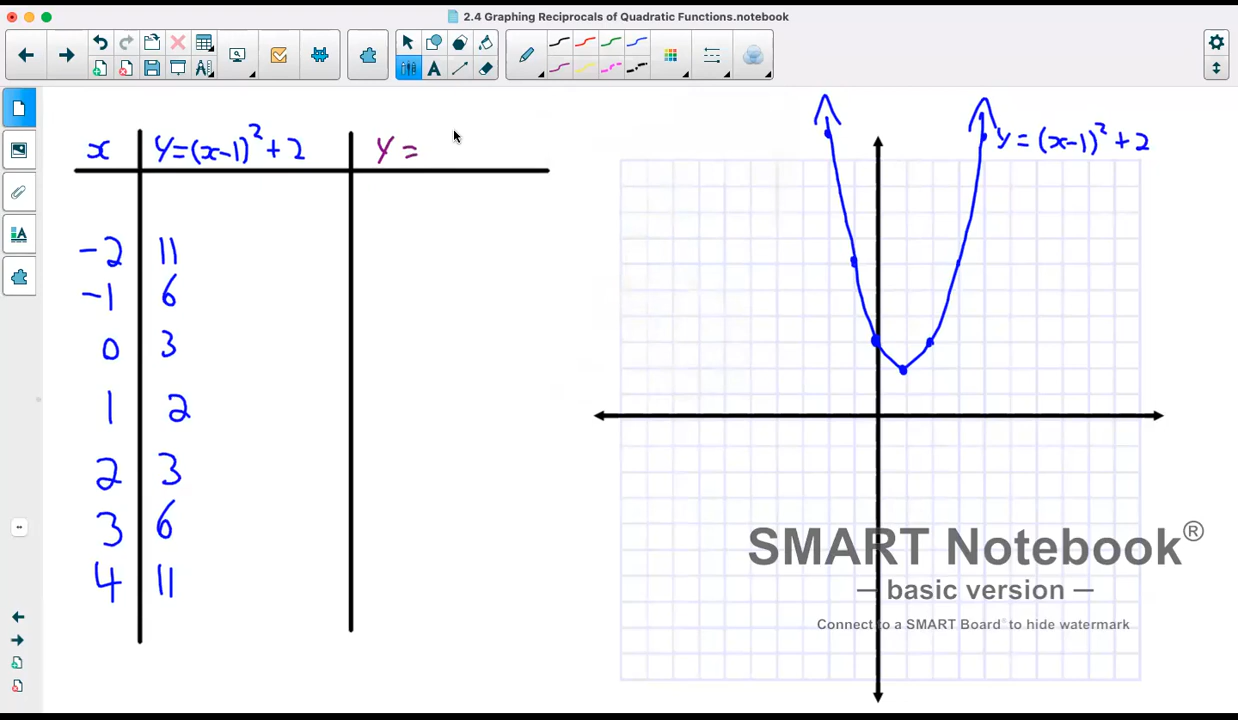 2.4 Graphing Reciprocals of Quadratic Functions.notebook
x y=(x-1)²+2 y=
y=(x-1)²+2
-2 11
-1 6
0 3
1 2
2 3
3 6
4 11
SMART Notebook®
— basic version —
Connect to a SMART Board® to hide watermark